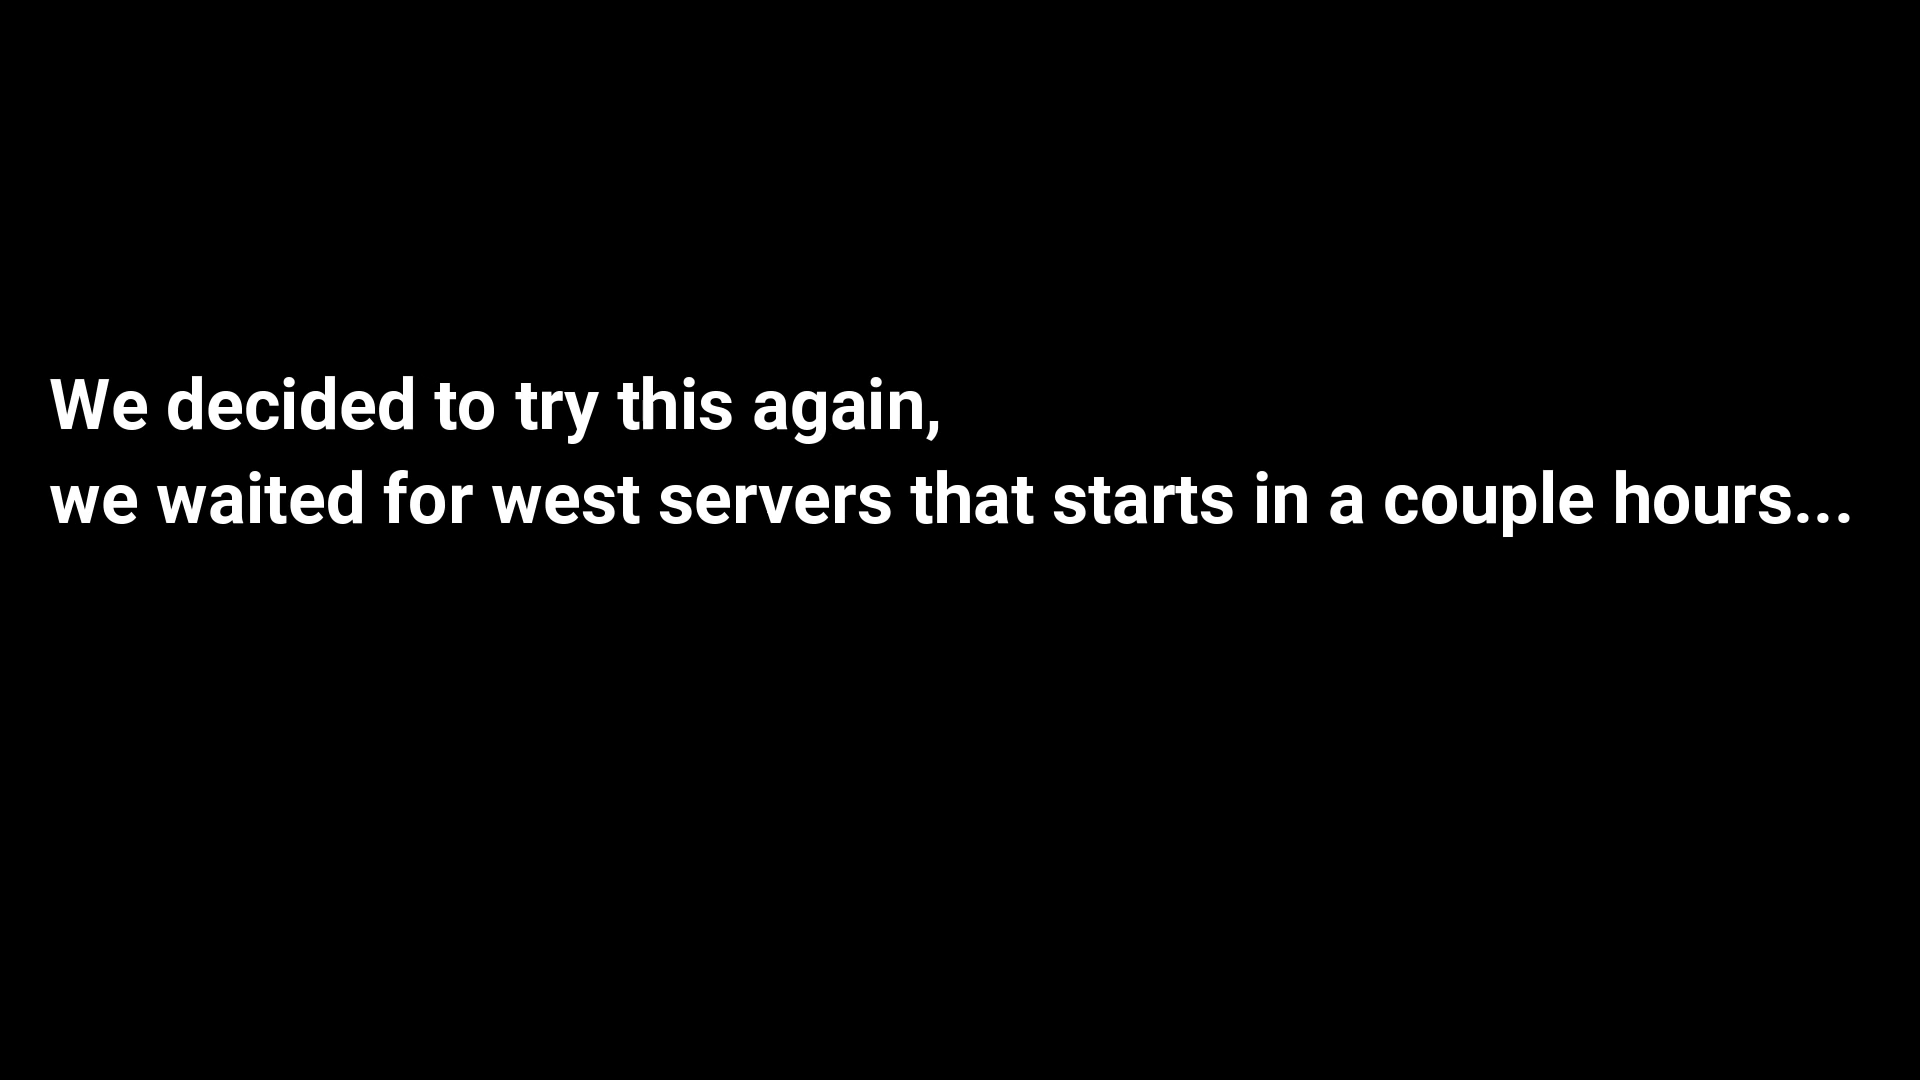 We decided to try this again,
we waited for west servers that starts in a couple hours...